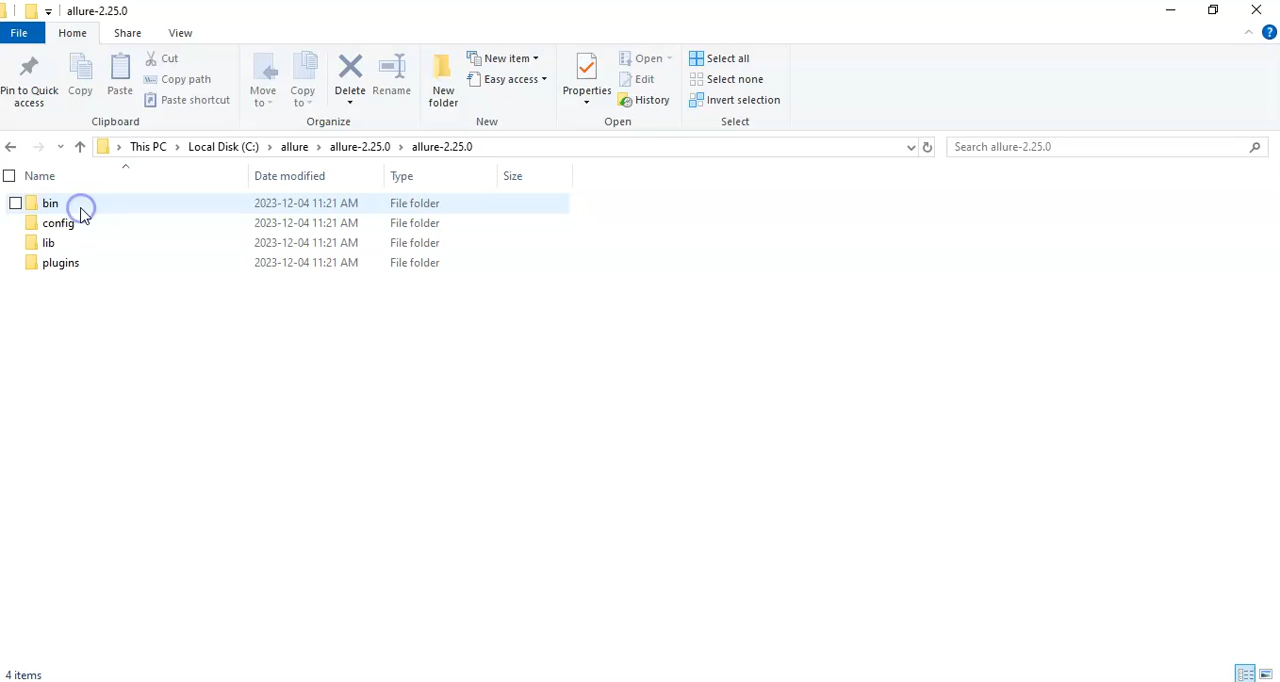 allure-2.25.0
File Home Share View
Pin to Quick access
Copy
Paste
Cut
Copy path
Paste shortcut
Clipboard
Move to
Copy to
Delete
Rename
Organize
New folder
New item
Easy access
New
Properties
Open
Edit
History
Open
Select all
Select none
Invert selection
Select
This PC > Local Disk (C:) > allure > allure-2.25.0 > allure-2.25.0
Search allure-2.25.0
Name Date modified Type Size
bin 2023-12-04 11:21 AM File folder
config 2023-12-04 11:21 AM File folder
lib 2023-12-04 11:21 AM File folder
plugins 2023-12-04 11:21 AM File folder
4 items